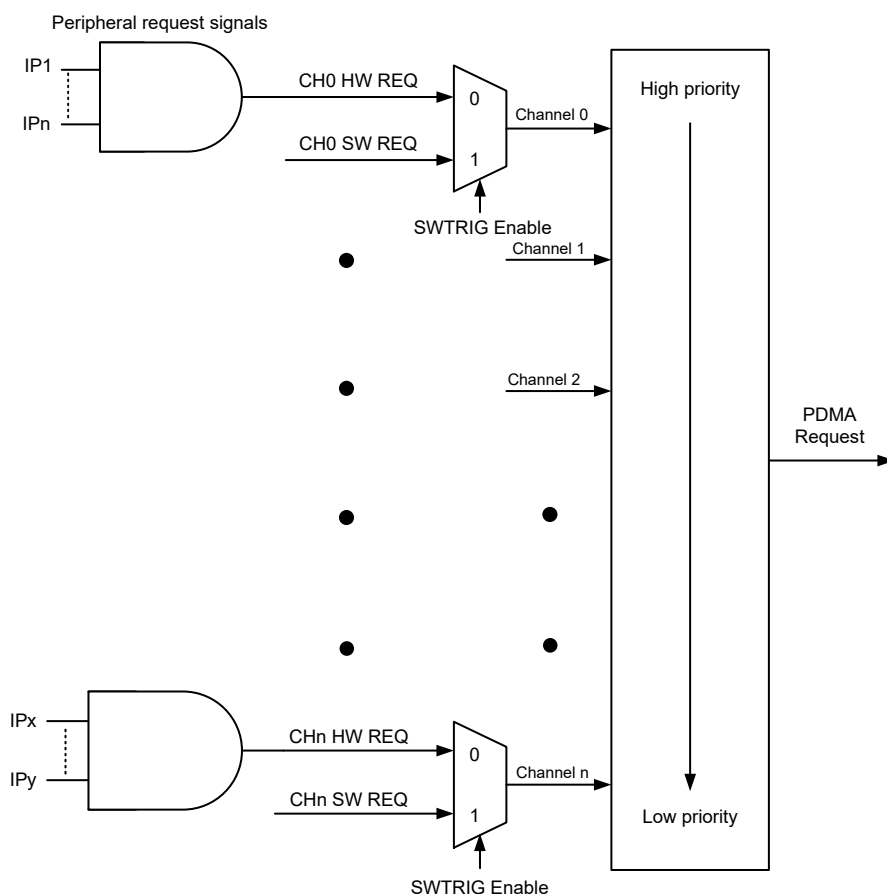 Peripheral request signals
IP1
IPn
CH0 HW REQ
CH0 SW REQ
0
1
SWTRIG Enable
Channel 0
Channel 1
Channel 2
High priority
PDMA
Request
IPx
IPy
CHn HW REQ
CHn SW REQ
0
1
SWTRIG Enable
Channel n
Low priority